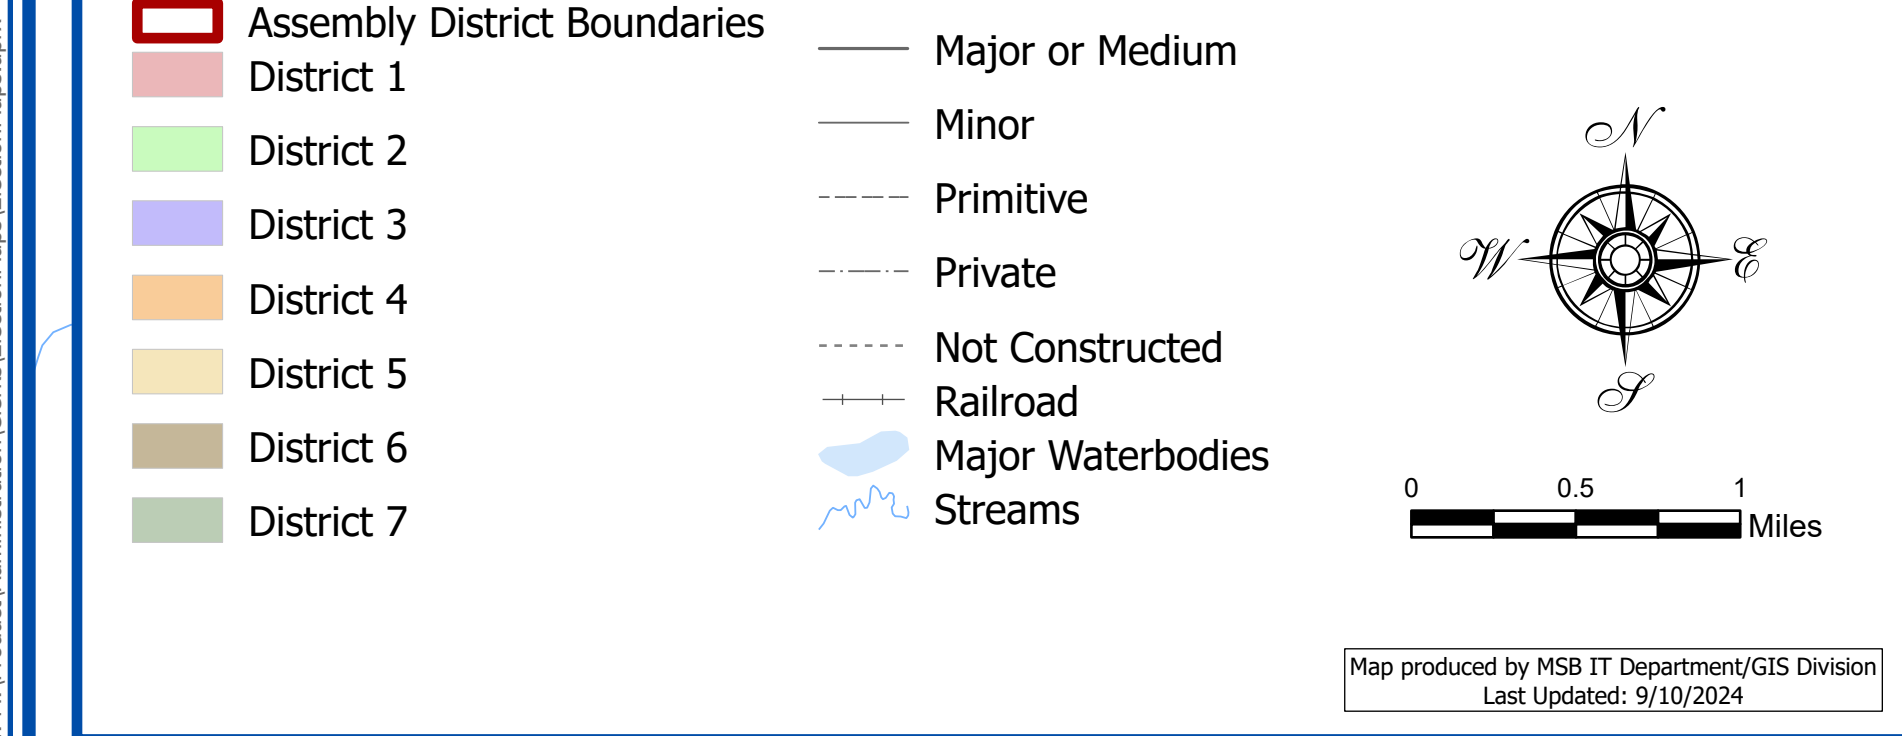 Assembly District Boundaries
District 1
District 2
District 3
District 4
District 5
District 6
District 7
Major or Medium
Minor
Primitive
Private
Not Constructed
Railroad
Major Waterbodies
Streams
N
W
E
S
0 0.5 1
Miles
Map produced by MSB IT Department/GIS Division
Last Updated: 9/10/2024